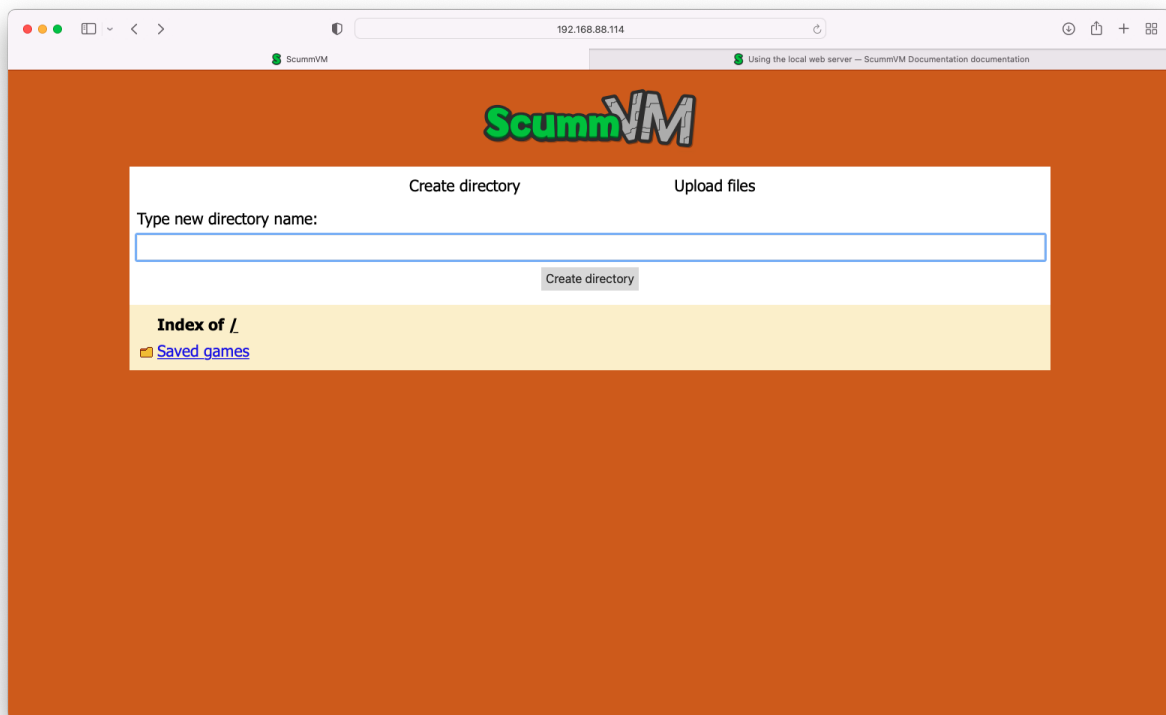 192.168.88.114
ScummVM
Using the local web server — ScummVM Documentation documentation
ScummVM
Create directory Upload files
Type new directory name:
Create directory
Index of /
Saved games